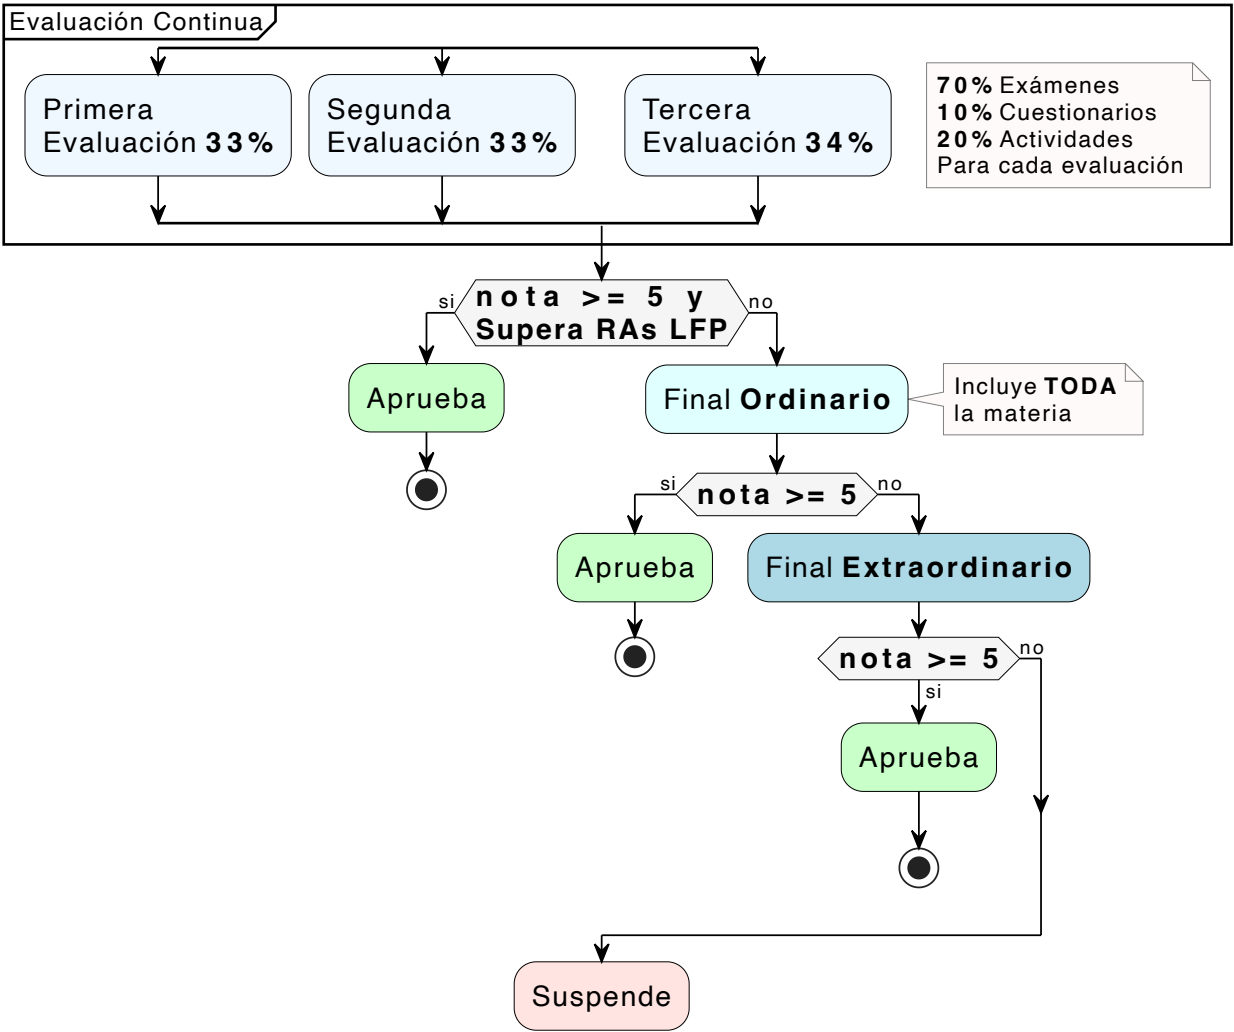 Evaluación Continua
Primera
Evaluación 33%
Segunda
Evaluación 33%
Tercera
Evaluación 34%
70% Exámenes
10% Cuestionarios
20% Actividades
Para cada evaluación
si
nota >= 5 y
Supera RAs LFP
no
Aprueba
Final Ordinario
Incluye TODA
la materia
si
nota >= 5
no
Aprueba
Final Extraordinario
nota >= 5
no
si
Aprueba
Suspende